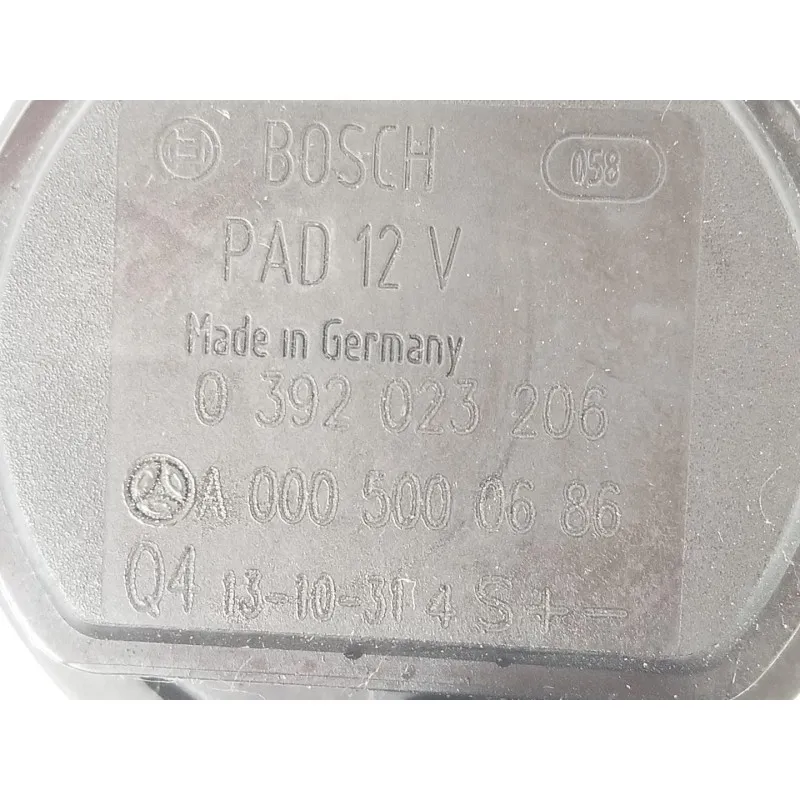 BOSCH 058
PAD 12 V
Made in Germany
0 392 023 206
A 000 500 06 86
Q4 13-10-31 4 S + -